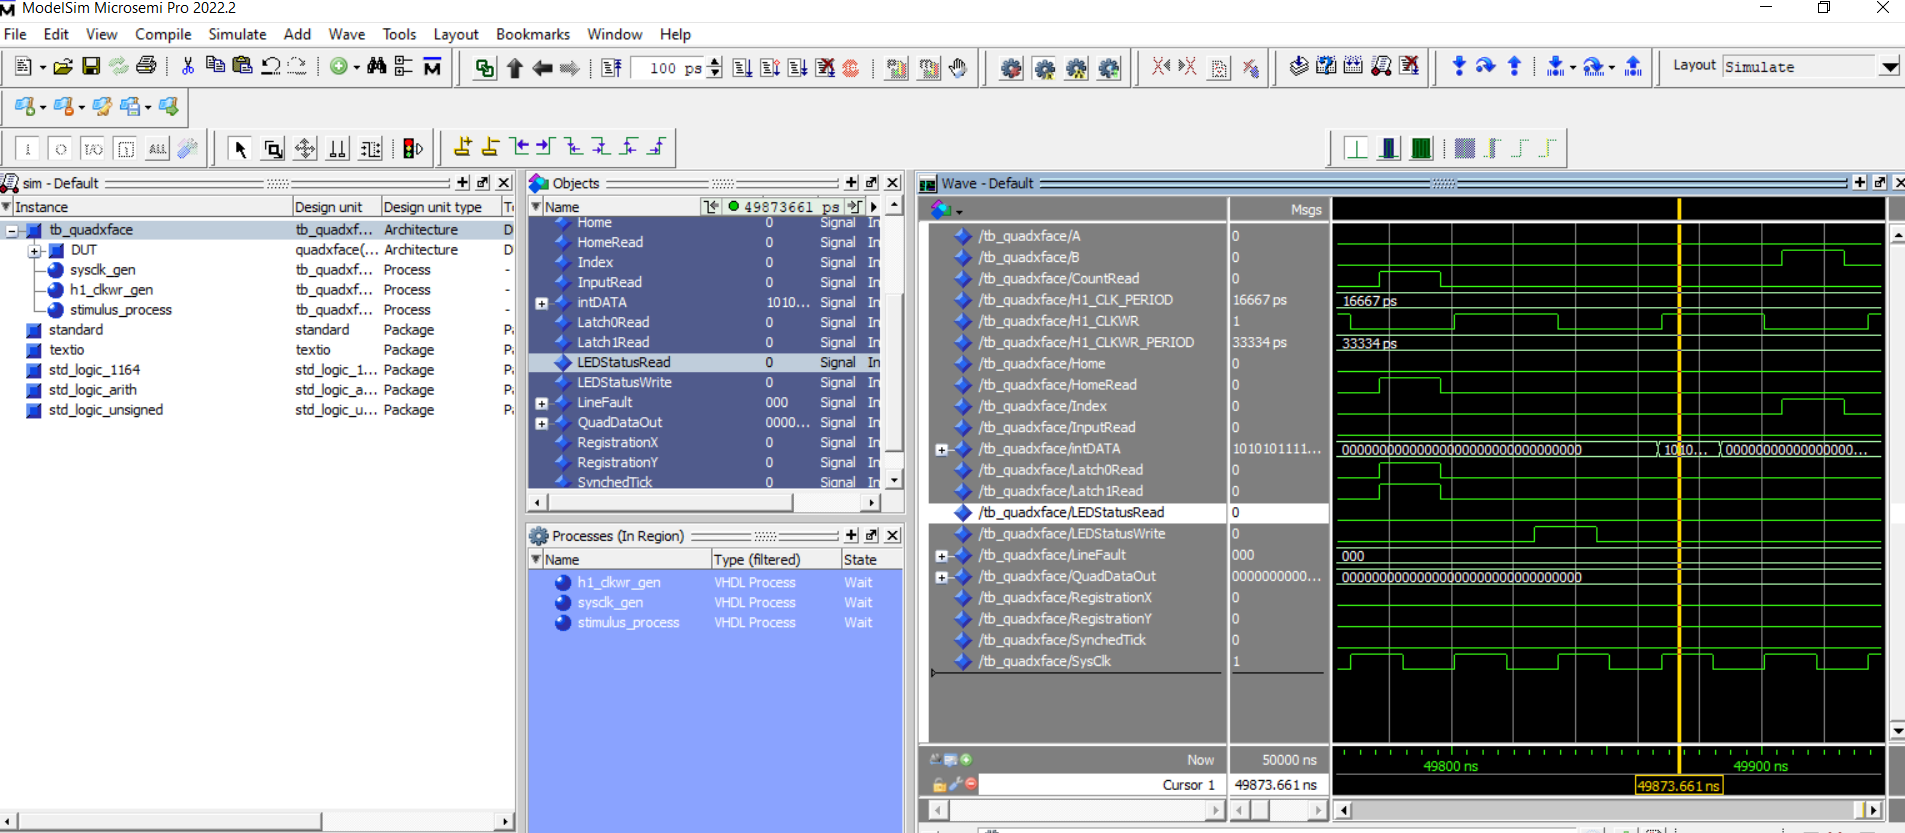 ModelSim Microsemi Pro 2022.2
File Edit View Compile Simulate Add Wave Tools Layout Bookmarks Window Help
100 ps
Layout Simulate
ALL
sim - Default
Instance Design unit Design unit type
tb_quadxface tb_quadxf... Architecture
DUT quadxface(... Architecture
sysclk_gen tb_quadxf... Process
h1_clkwr_gen tb_quadxf... Process
stimulus_process tb_quadxf... Process
standard standard Package
textio textio Package
std_logic_1164 std_logic_1... Package
std_logic_arith std_logic_a... Package
std_logic_unsigned std_logic_u... Package
Objects
Name 49873661 ps
Home 0 Signal In
HomeRead 0 Signal In
Index 0 Signal In
InputRead 0 Signal In
intDATA 1010... Signal In
Latch0Read 0 Signal In
Latch1Read 0 Signal In
LEDStatusRead 0 Signal In
LEDStatusWrite 0 Signal In
LineFault 000 Signal In
QuadDataOut 0000... Signal In
RegistrationX 0 Signal In
RegistrationY 0 Signal In
SynchedTick 0 Signal In
Processes (In Region)
Name Type (filtered) State
h1_clkwr_gen VHDL Process Wait
sysclk_gen VHDL Process Wait
stimulus_process VHDL Process Wait
Wave - Default
Msgs
/tb_quadxface/A 0
/tb_quadxface/B 0
/tb_quadxface/CountRead 0
/tb_quadxface/H1_CLK_PERIOD 16667 ps 16667 ps
/tb_quadxface/H1_CLKWR 1
/tb_quadxface/H1_CLKWR_PERIOD 33334 ps 33334 ps
/tb_quadxface/Home 0
/tb_quadxface/HomeRead 0
/tb_quadxface/Index 0
/tb_quadxface/InputRead 0
/tb_quadxface/intDATA 1010101111... 00000000000000000000000000000000 1010... 00000000000000000...
/tb_quadxface/Latch0Read 0
/tb_quadxface/Latch1Read 0
/tb_quadxface/LEDStatusRead 0
/tb_quadxface/LEDStatusWrite 0
/tb_quadxface/LineFault 000 000
/tb_quadxface/QuadDataOut 0000000000... 00000000000000000000000000000000
/tb_quadxface/RegistrationX 0
/tb_quadxface/RegistrationY 0
/tb_quadxface/SynchedTick 0
/tb_quadxface/SysClk 1
Now 50000 ns 49800 ns 49900 ns
Cursor 1 49873.661 ns 49873.661 ns